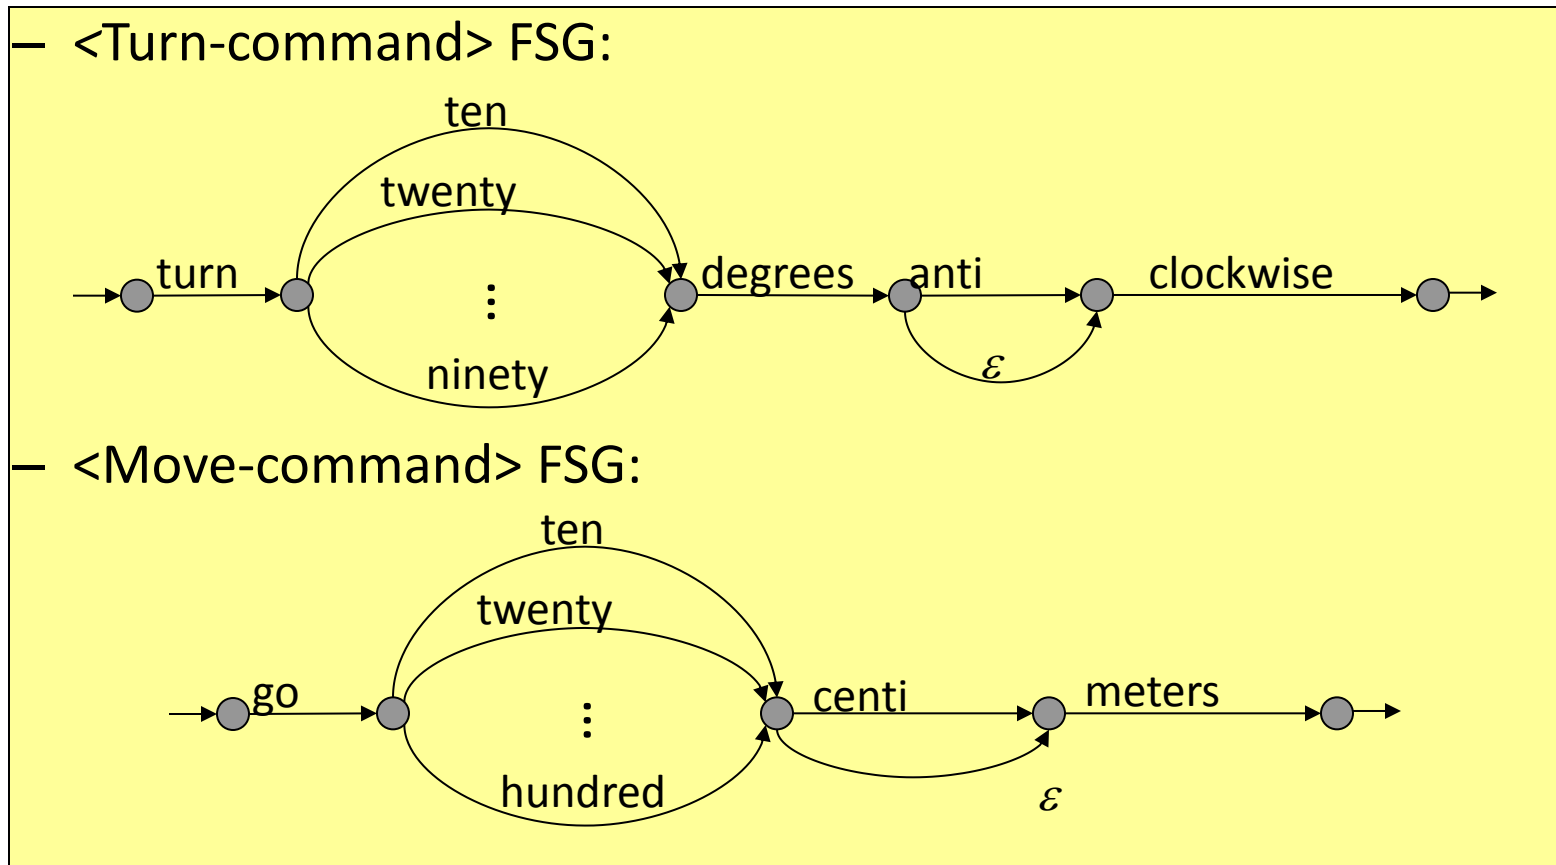 – <Turn-command> FSG:
ten
twenty
turn
degrees
anti
clockwise
⋮
ninety
ε
– <Move-command> FSG:
ten
twenty
go
centi
meters
⋮
hundred
ε